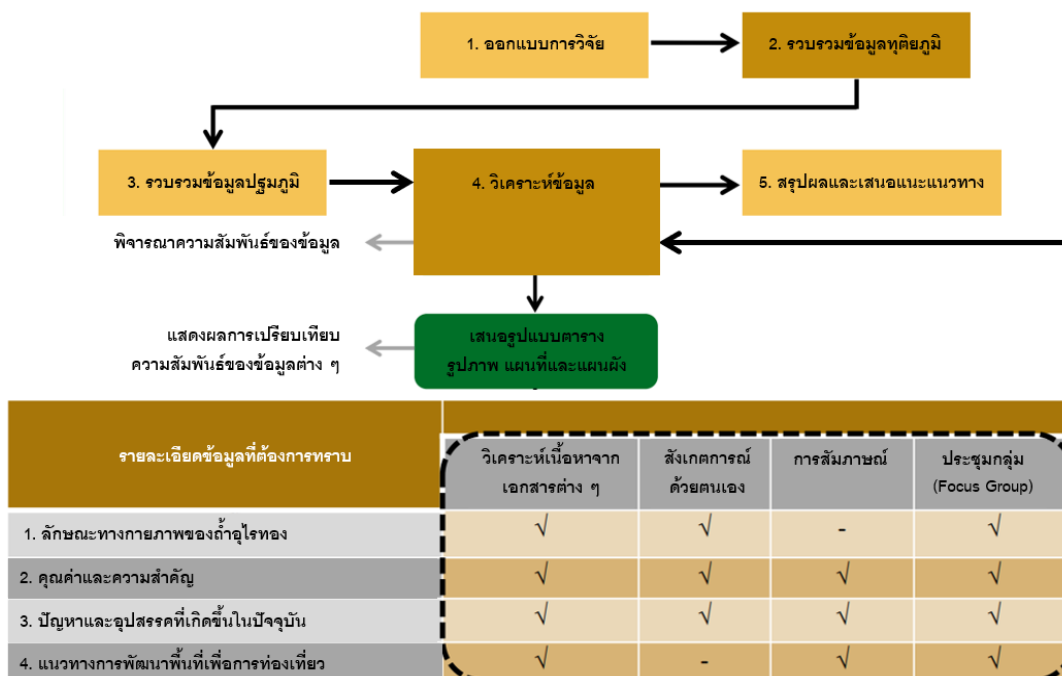 1. ออกแบบการวิจัย
2. รวบรวมข้อมูลทุติยภูมิ
3. รวบรวมข้อมูลปฐมภูมิ
4. วิเคราะห์ข้อมูล
5. สรุปผลและเสนอแนะแนวทาง
พิจารณาความสัมพันธ์ของข้อมูล
แสดงผลการเปรียบเทียบ
ความสัมพันธ์ของข้อมูลต่าง ๆ
เสนอรูปแบบตาราง
รูปภาพ แผนที่และแผนผัง
รายละเอียดข้อมูลที่ต้องการทราบ
วิเคราะห์เนื้อหาจาก
เอกสารต่าง ๆ
สังเกตการณ์
ด้วยตนเอง
การสัมภาษณ์
ประชุมกลุ่ม
(Focus Group)
1. ลักษณะทางกายภาพของถ้ำอุไรทอง √ √ - √
2. คุณค่าและความสำคัญ √ √ √ √
3. ปัญหาและอุปสรรคที่เกิดขึ้นในปัจจุบัน √ √ √ √
4. แนวทางการพัฒนาพื้นที่เพื่อการท่องเที่ยว √ - √ √